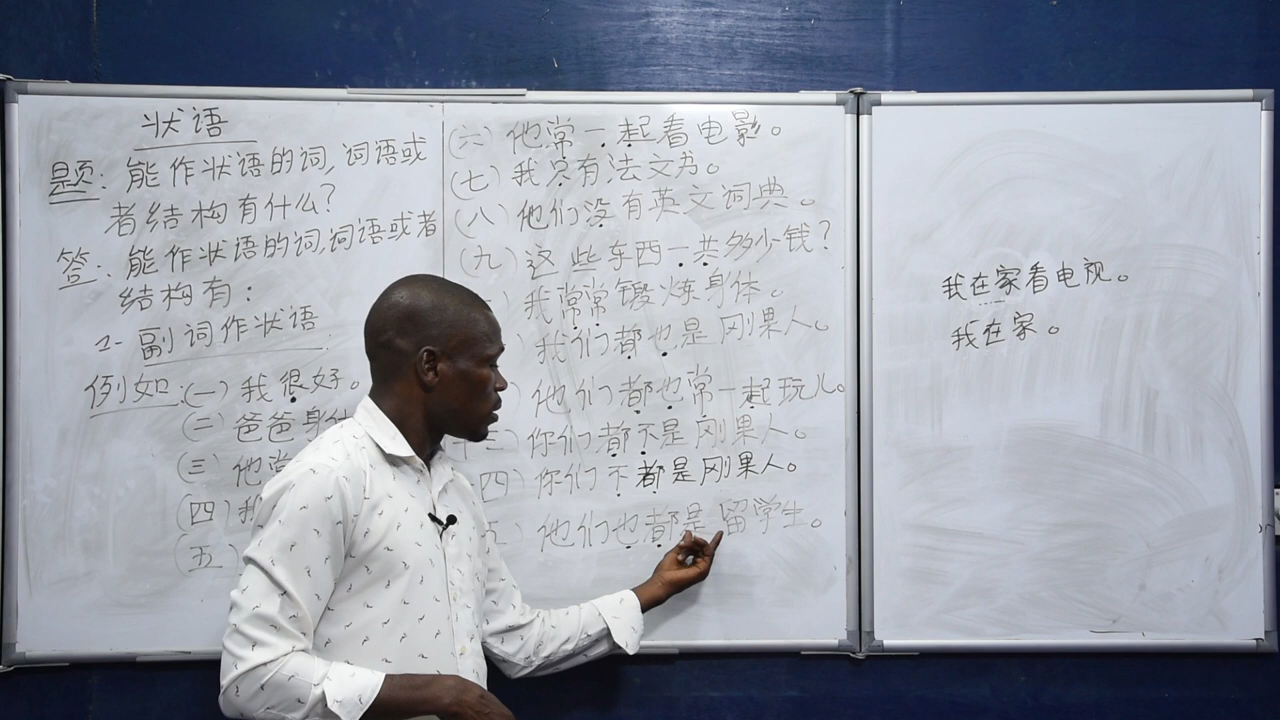 状语
题:能作状语的词,词语或
者结构有什么?
答:能作状语的词,词语或者
结构有:
1-副词作状语
例如:(一)我很好。
(二)爸爸身体
(三)他常
(四)我
(五)
(六)他常一起看电影。
(七)我只有法文书。
(八)他们没有英文词典。
(九)这些东西一共多少钱?
)我常常锻炼身体。
)我们都也是刚果人。
)他们都也常一起玩儿。
十三)你们都不是刚果人。
四)你们不都是刚果人。
五)他们也都是留学生。
我在家看电视。
我在家。